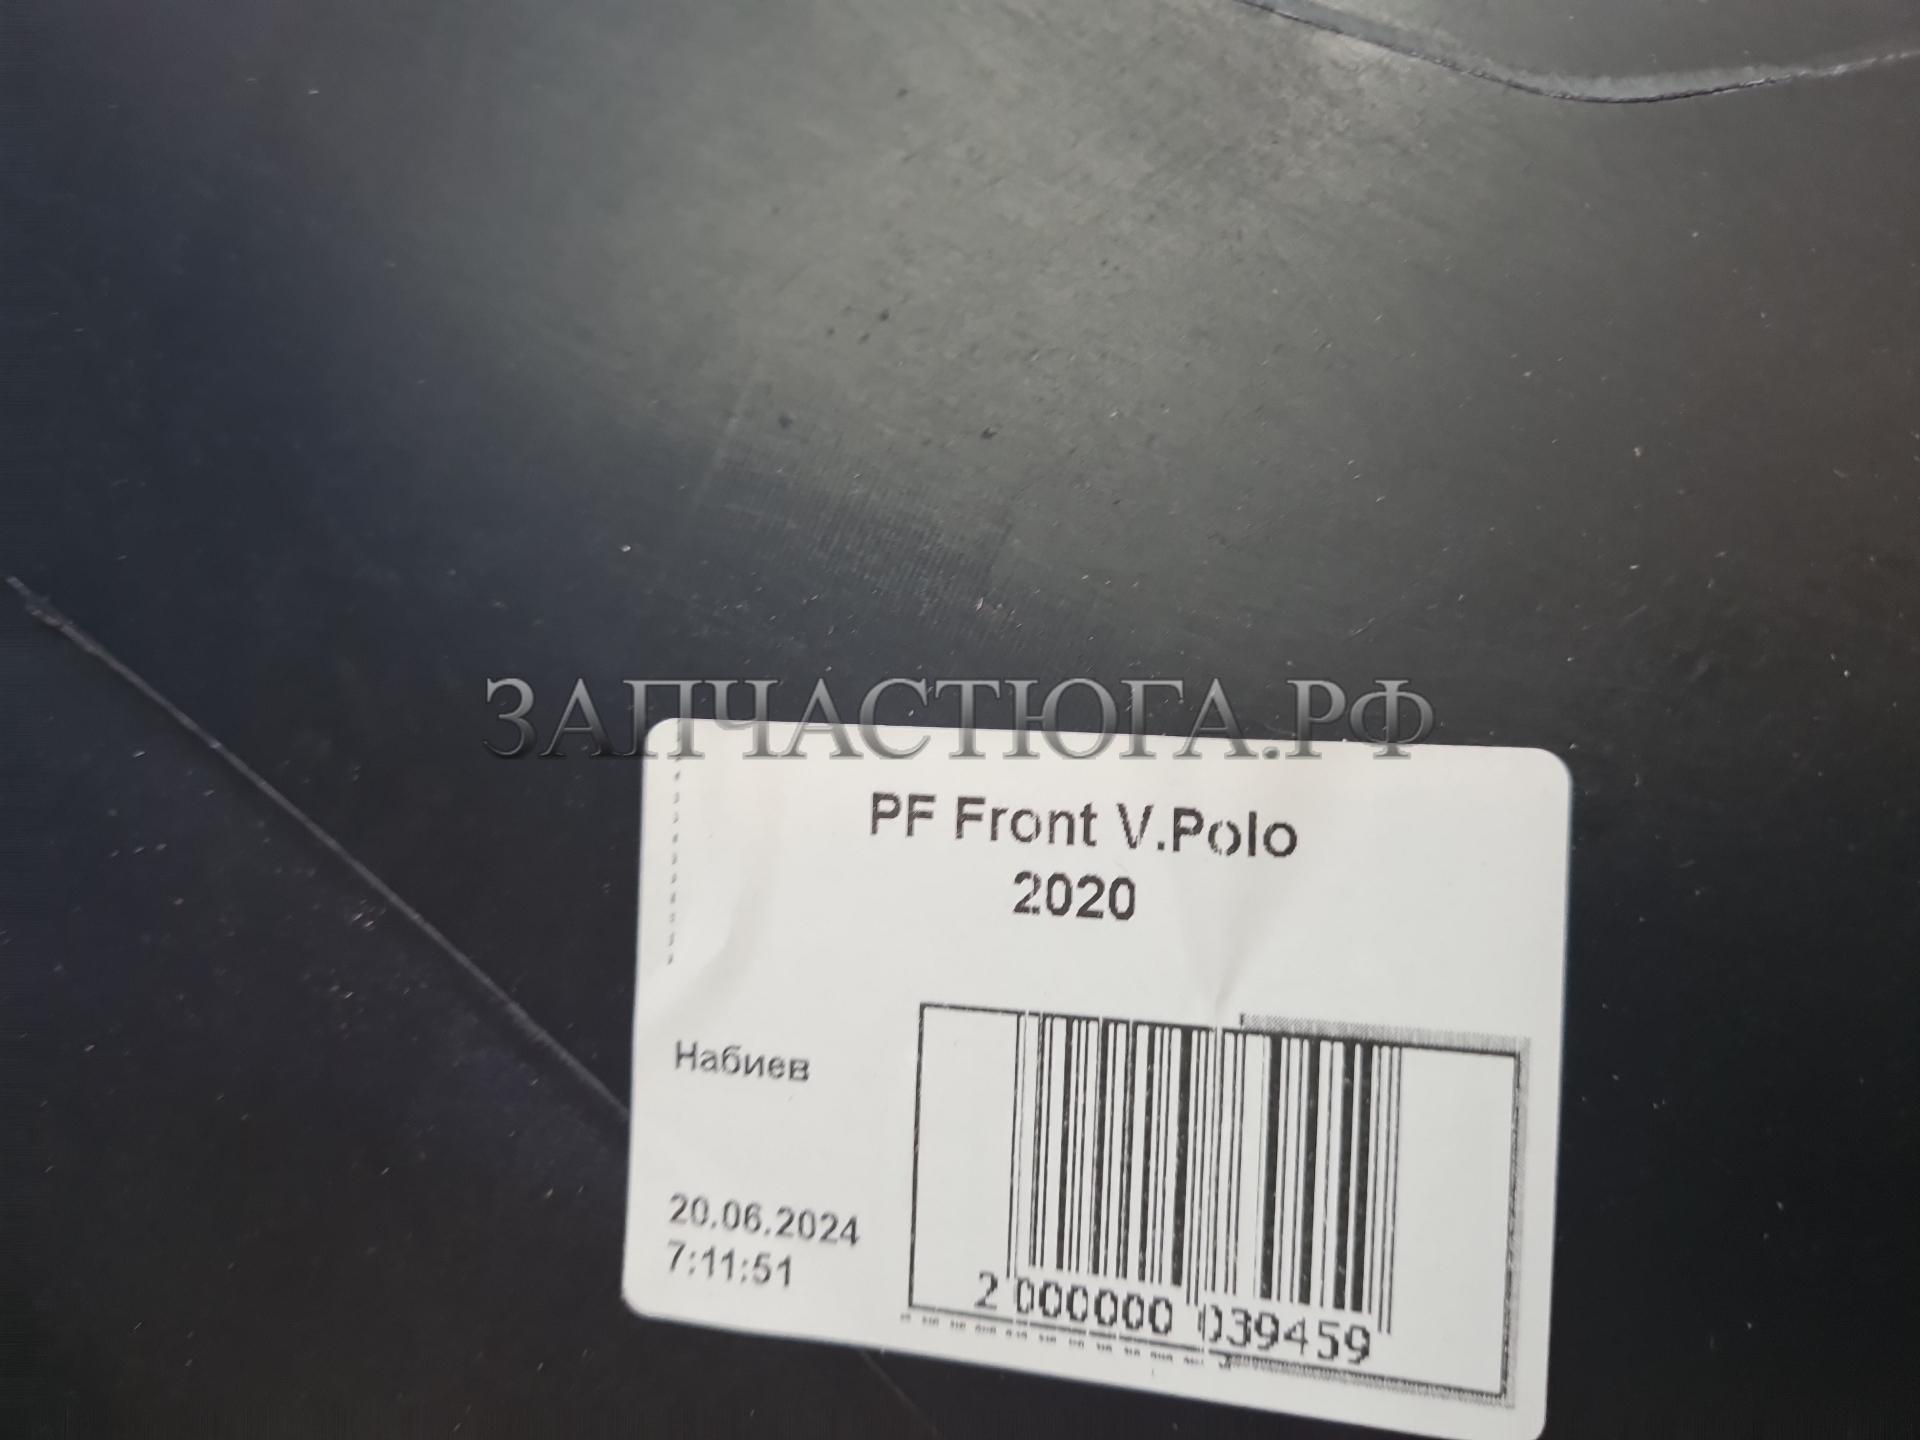 ЗАПЧАСТЮГА.РФ
PF Front V.Polo
2020
Набиев
20.06.2024
7:11:51
2 000000 039459